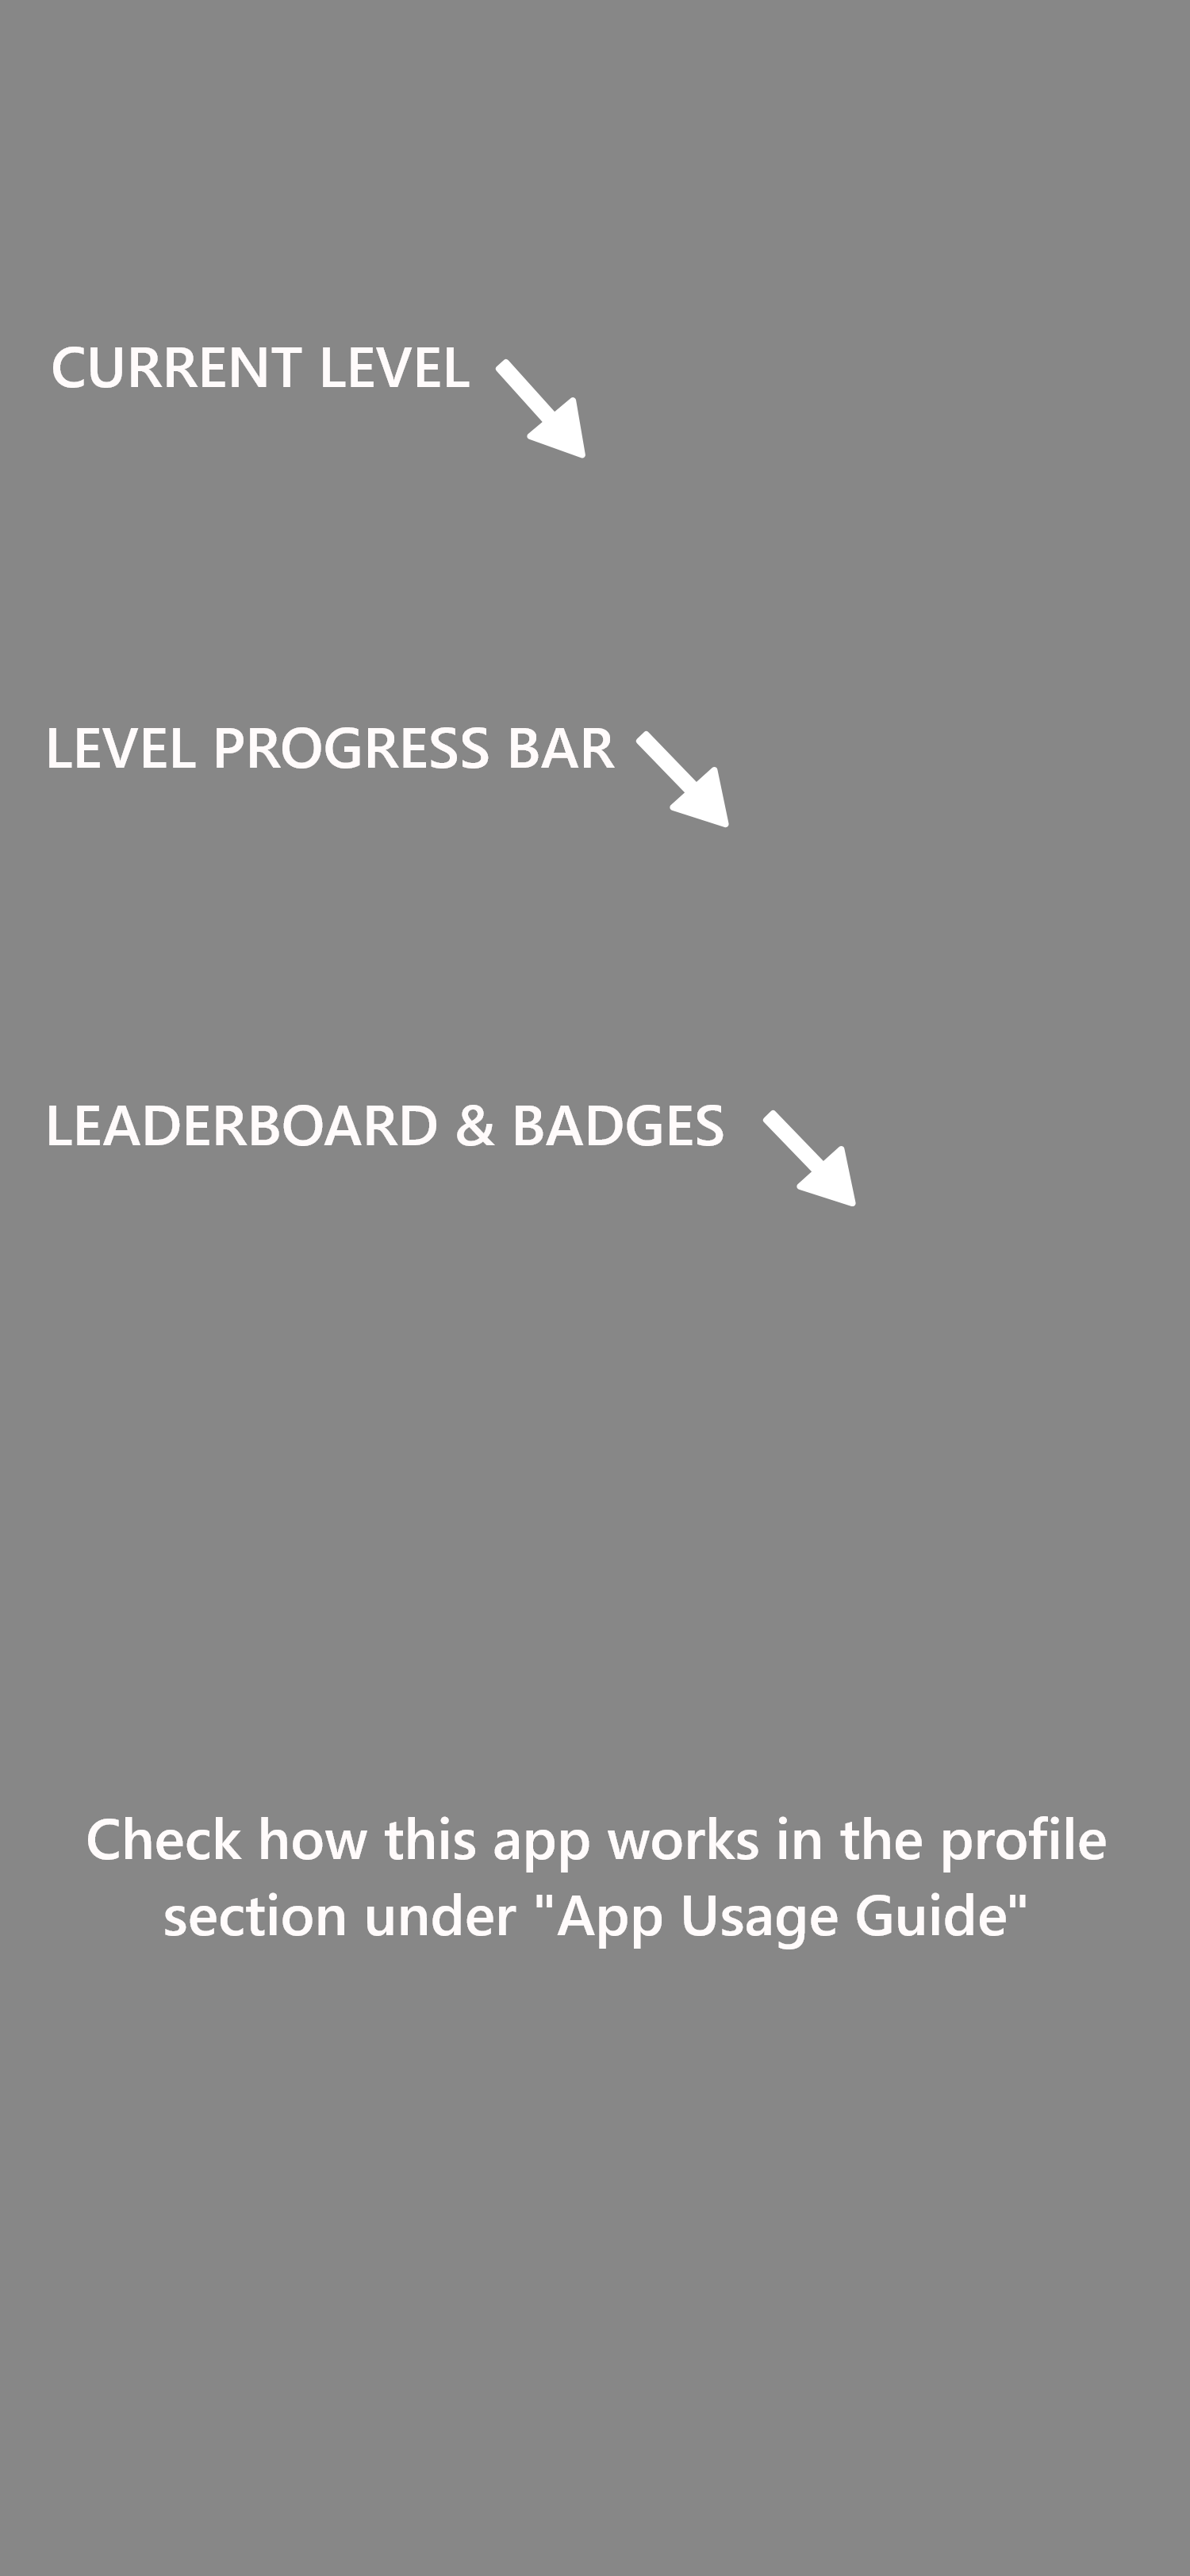 CURRENT LEVEL
LEVEL PROGRESS BAR
LEADERBOARD & BADGES
Check how this app works in the profile
section under "App Usage Guide"